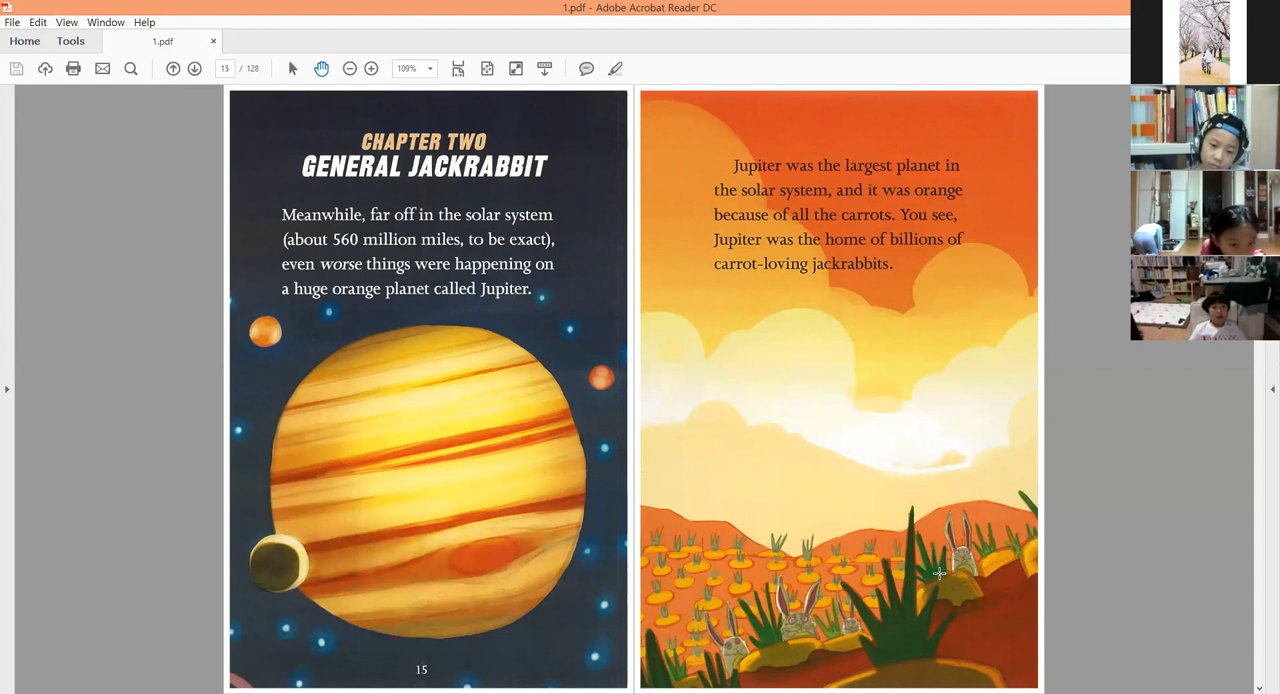 1.pdf - Adobe Acrobat Reader DC
File Edit View Window Help
Home Tools 1.pdf ×
15 / 128 109%
CHAPTER TWO
GENERAL JACKRABBIT
Meanwhile, far off in the solar system
(about 560 million miles, to be exact),
even worse things were happening on
a huge orange planet called Jupiter.
15
Jupiter was the largest planet in
the solar system, and it was orange
because of all the carrots. You see,
Jupiter was the home of billions of
carrot-loving jackrabbits.